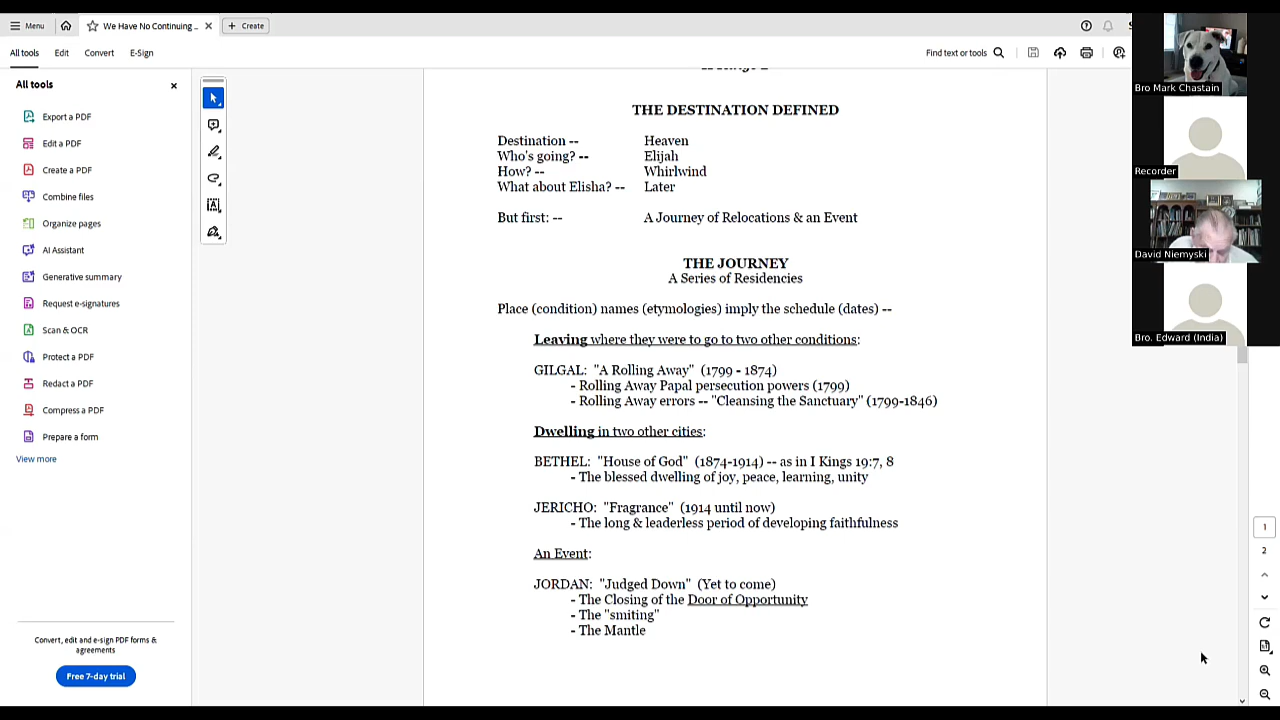 Menu
We Have No Continuing ...
Create
All tools
Edit
Convert
E-Sign
Find text or tools
All tools
Export a PDF
Edit a PDF
Create a PDF
Combine files
Organize pages
AI Assistant
Generative summary
Request e-signatures
Scan & OCR
Protect a PDF
Redact a PDF
Compress a PDF
Prepare a form
View more
Convert, edit and e-sign PDF forms &
agreements
Free 7-day trial
THE DESTINATION DEFINED
Destination -- Heaven
Who's going? -- Elijah
How? -- Whirlwind
What about Elisha? -- Later
But first: -- A Journey of Relocations & an Event
THE JOURNEY
A Series of Residencies
Place (condition) names (etymologies) imply the schedule (dates) --
Leaving where they were to go to two other conditions:
GILGAL: "A Rolling Away" (1799 - 1874)
- Rolling Away Papal persecution powers (1799)
- Rolling Away errors -- "Cleansing the Sanctuary" (1799-1846)
Dwelling in two other cities:
BETHEL: "House of God" (1874-1914) -- as in I Kings 19:7, 8
- The blessed dwelling of joy, peace, learning, unity
JERICHO: "Fragrance" (1914 until now)
- The long & leaderless period of developing faithfulness
An Event:
JORDAN: "Judged Down" (Yet to come)
- The Closing of the Door of Opportunity
- The "smiting"
- The Mantle
Bro Mark Chastain
Recorder
David Niemyski
Bro. Edward (India)
1
2